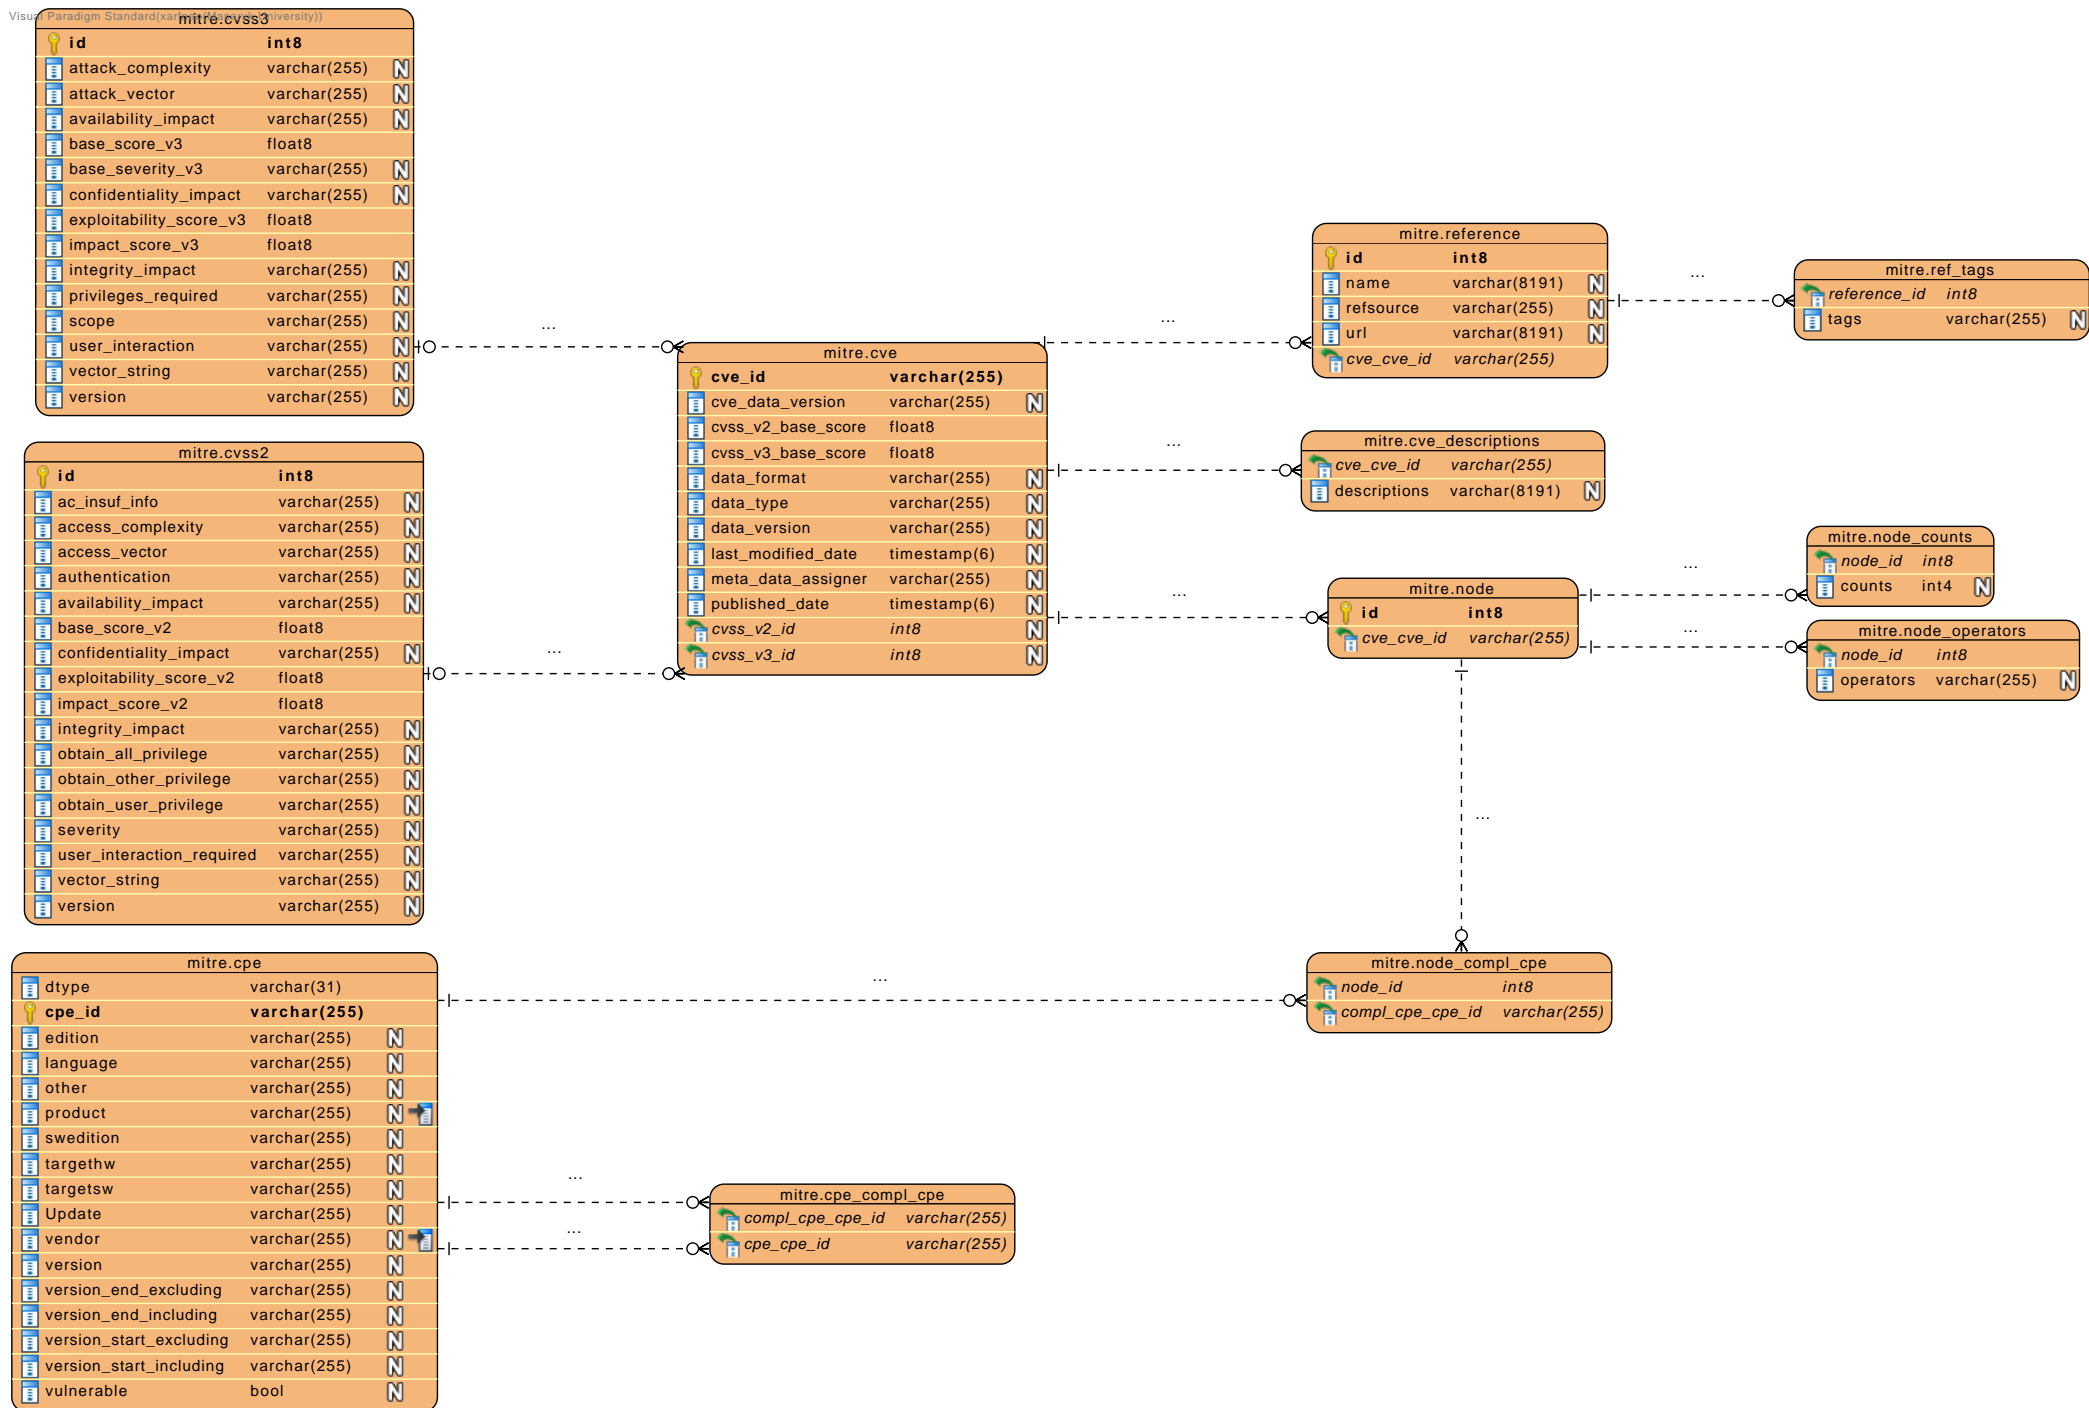 Visual Paradigm Standard( University))
mitre.cvss3
id int8
attack_complexity varchar(255) N
attack_vector varchar(255) N
availability_impact varchar(255) N
base_score_v3 float8
base_severity_v3 varchar(255) N
confidentiality_impact varchar(255) N
exploitability_score_v3 float8
impact_score_v3 float8
integrity_impact varchar(255) N
privileges_required varchar(255) N
scope varchar(255) N
user_interaction varchar(255) N
vector_string varchar(255) N
version varchar(255) N
mitre.cvss2
id int8
ac_insuf_info varchar(255) N
access_complexity varchar(255) N
access_vector varchar(255) N
authentication varchar(255) N
availability_impact varchar(255) N
base_score_v2 float8
confidentiality_impact varchar(255) N
exploitability_score_v2 float8
impact_score_v2 float8
integrity_impact varchar(255) N
obtain_all_privilege varchar(255) N
obtain_other_privilege varchar(255) N
obtain_user_privilege varchar(255) N
severity varchar(255) N
user_interaction_required varchar(255) N
vector_string varchar(255) N
version varchar(255) N
mitre.cpe
dtype varchar(31)
cpe_id varchar(255)
edition varchar(255) N
language varchar(255) N
other varchar(255) N
product varchar(255) N
swedition varchar(255) N
targethw varchar(255) N
targetsw varchar(255) N
Update varchar(255) N
vendor varchar(255) N
version varchar(255) N
version_end_excluding varchar(255) N
version_end_including varchar(255) N
version_start_excluding varchar(255) N
version_start_including varchar(255) N
vulnerable bool N
...
...
...
...
...
mitre.cve
cve_id varchar(255)
cve_data_version varchar(255) N
cvss_v2_base_score float8
cvss_v3_base_score float8
data_format varchar(255) N
data_type varchar(255) N
data_version varchar(255) N
last_modified_date timestamp(6) N
meta_data_assigner varchar(255) N
published_date timestamp(6) N
cvss_v2_id int8 N
cvss_v3_id int8 N
mitre.cpe_compl_cpe
compl_cpe_cpe_id varchar(255)
cpe_cpe_id varchar(255)
...
...
...
...
mitre.reference
id int8
name varchar(8191) N
refsource varchar(255) N
url varchar(8191) N
cve_cve_id varchar(255)
mitre.cve_descriptions
cve_cve_id varchar(255)
descriptions varchar(8191) N
mitre.node
id int8
cve_cve_id varchar(255)
...
mitre.node_compl_cpe
node_id int8
compl_cpe_cpe_id varchar(255)
...
...
...
mitre.ref_tags
reference_id int8
tags varchar(255) N
mitre.node_counts
node_id int8
counts int4 N
mitre.node_operators
node_id int8
operators varchar(255) N